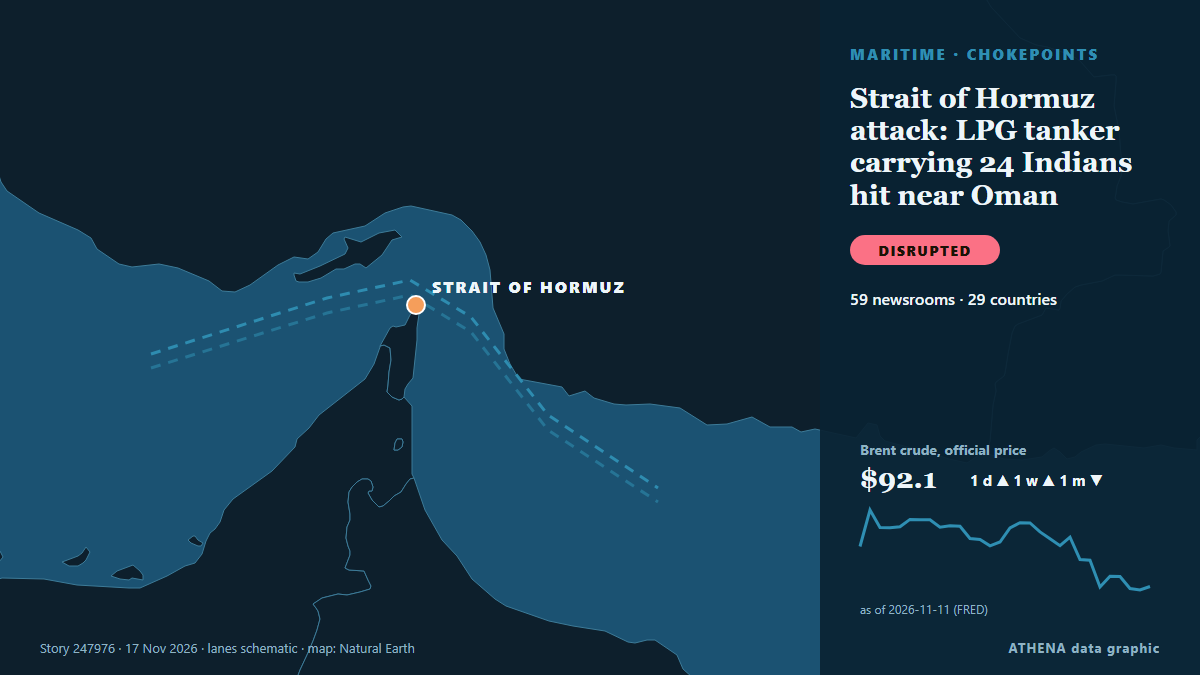 MARITIME · CHOKEPOINTS
Strait of Hormuz
attack: LPG tanker
carrying 24 Indians
hit near Oman
DISRUPTED
59 newsrooms · 29 countries
STRAIT OF HORMUZ
Brent crude, official price
$92.1 1 d ▲ 1 w ▲ 1 m ▼
as of 2026-11-11 (FRED)
Story 247976 · 17 Nov 2026 · lanes schematic · map: Natural Earth
ATHENA data graphic